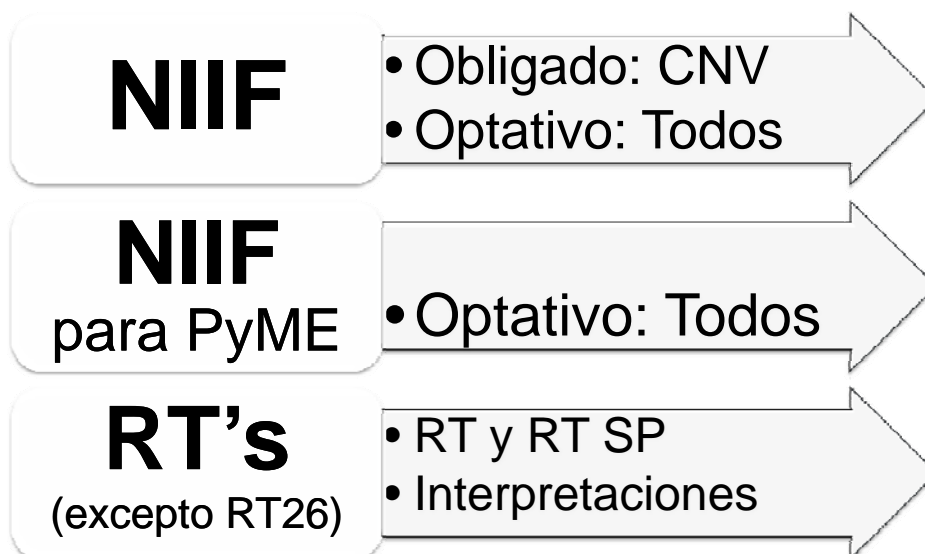 NIIF
• Obligado: CNV
• Optativo: Todos
NIIF
para PyME
• Optativo: Todos
RT’s
(excepto RT26)
• RT y RT SP
• Interpretaciones